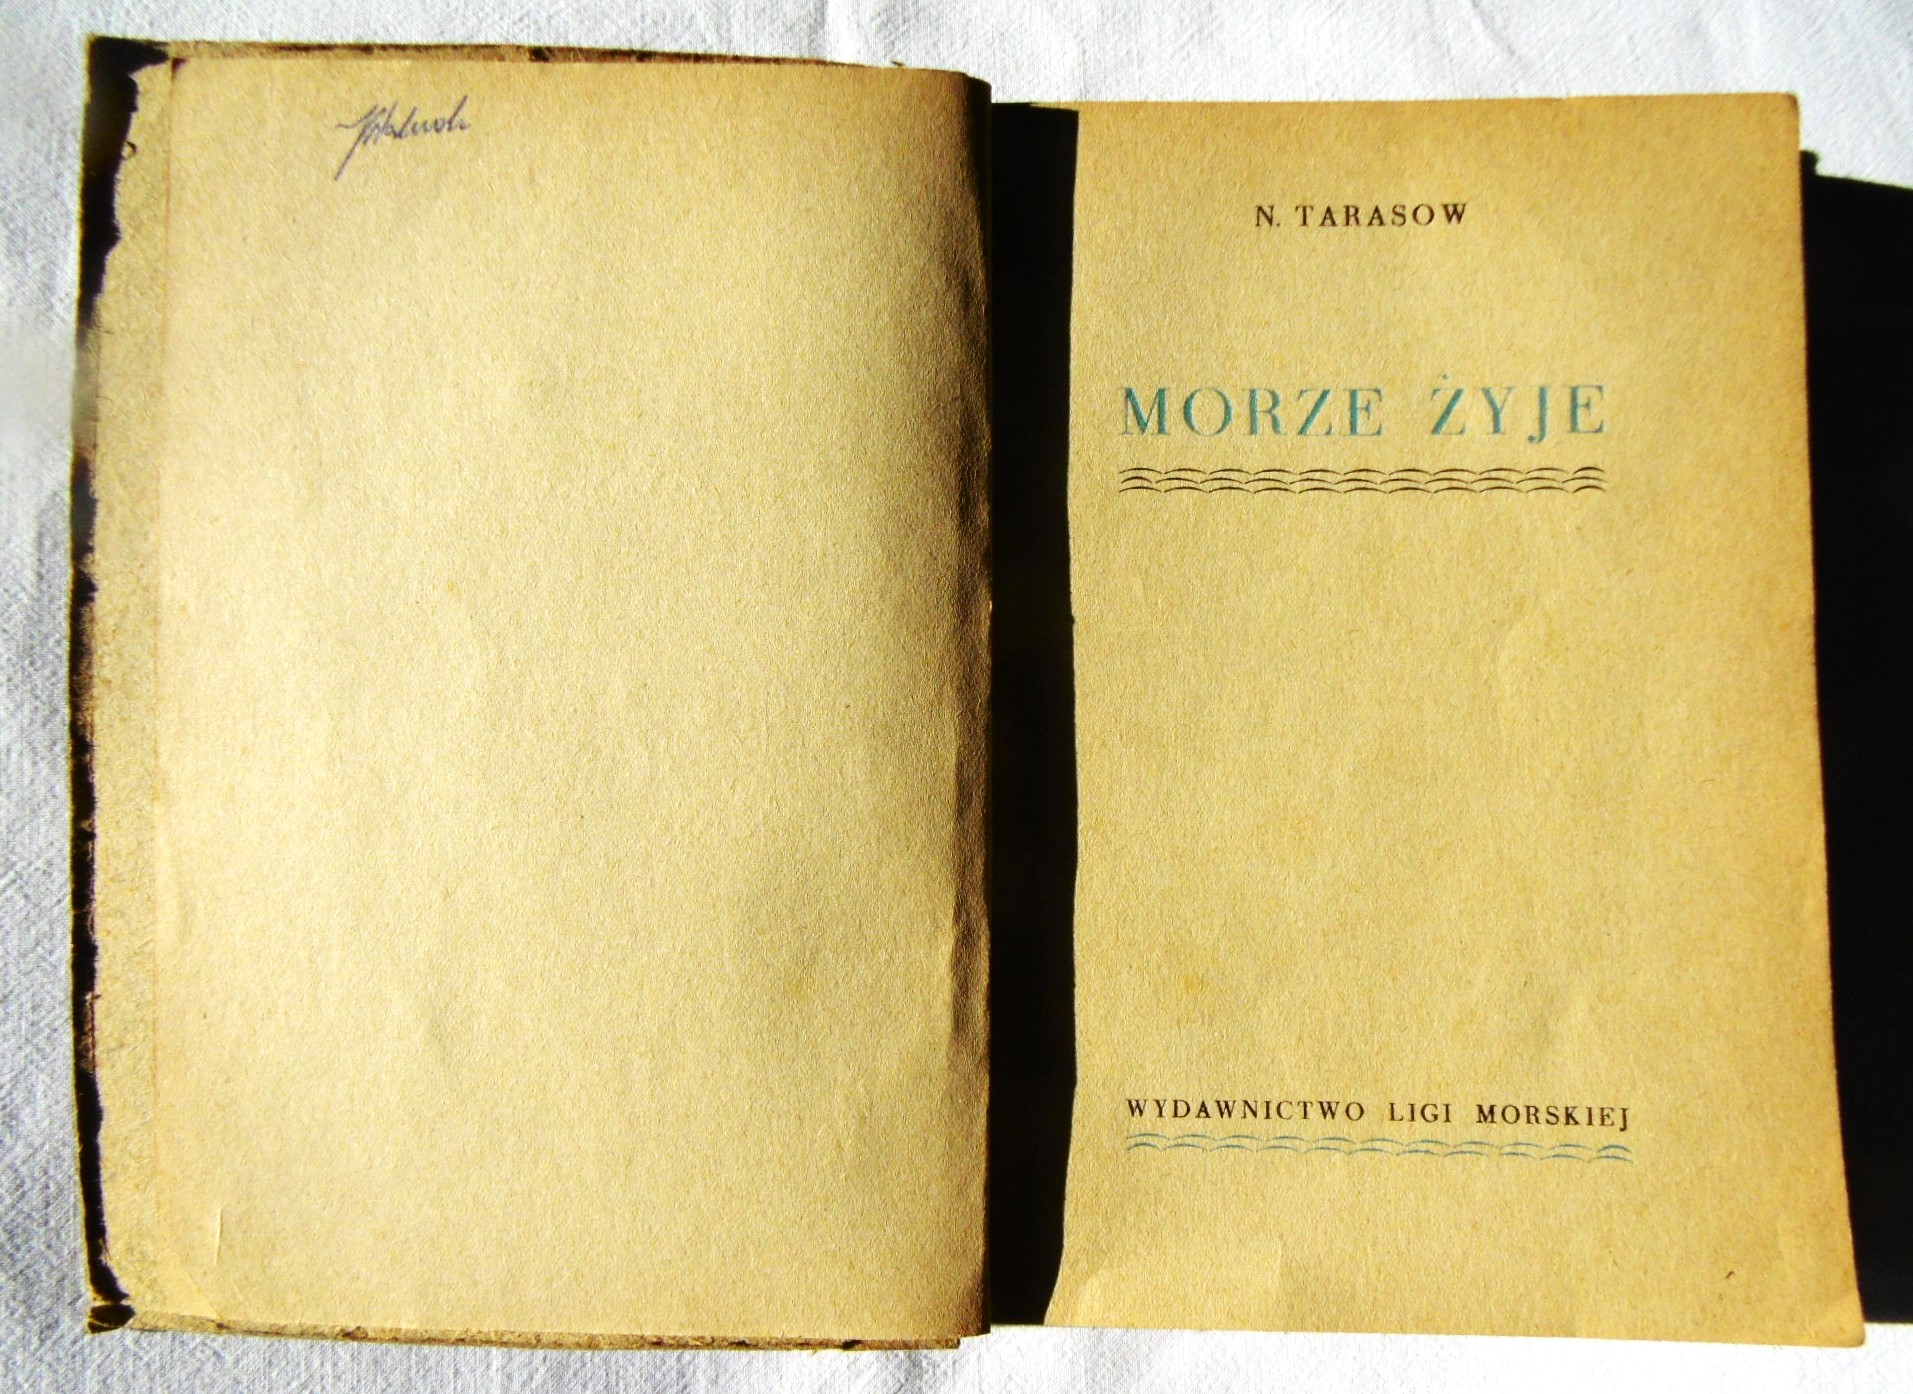 N. TARASOW
MORZE ŻYJE
WYDAWNICTWO LIGI MORSKIEJ